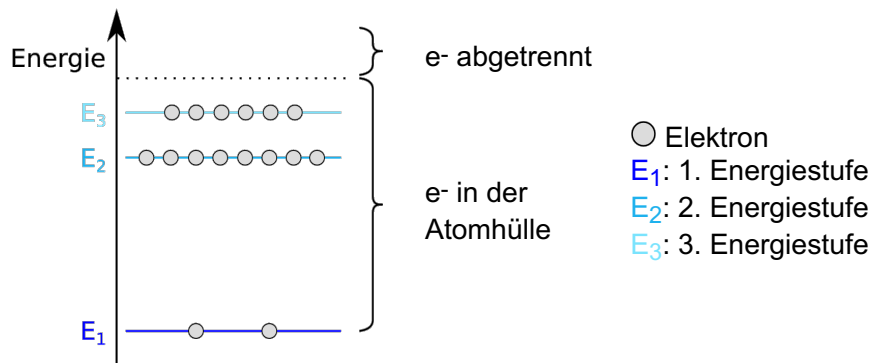 Energie
e- abgetrennt
E3
E2
e- in der
Atomhülle
E1
Elektron
E1: 1. Energiestufe
E2: 2. Energiestufe
E3: 3. Energiestufe